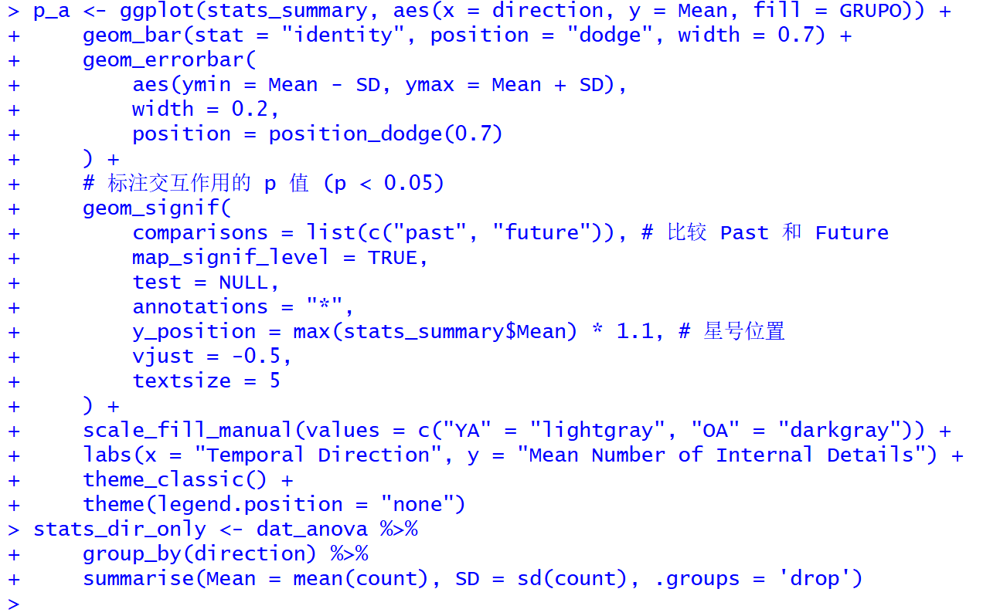 > p_a <- ggplot(stats_summary, aes(x = direction, y = Mean, fill = GRUPO)) +
+     geom_bar(stat = "identity", position = "dodge", width = 0.7) +
+     geom_errorbar(
+         aes(ymin = Mean - SD, ymax = Mean + SD),
+         width = 0.2,
+         position = position_dodge(0.7)
+     ) +
+     # 标注交互作用的 p 值 (p < 0.05)
+     geom_signif(
+         comparisons = list(c("past", "future")), # 比较 Past 和 Future
+         map_signif_level = TRUE,
+         test = NULL,
+         annotations = "*",
+         y_position = max(stats_summary$Mean) * 1.1, # 星号位置
+         vjust = -0.5,
+         textsize = 5
+     ) +
+     scale_fill_manual(values = c("YA" = "lightgray", "OA" = "darkgray")) +
+     labs(x = "Temporal Direction", y = "Mean Number of Internal Details") +
+     theme_classic() +
+     theme(legend.position = "none")
> stats_dir_only <- dat_anova %>%
+     group_by(direction) %>%
+     summarise(Mean = mean(count), SD = sd(count), .groups = 'drop')
>